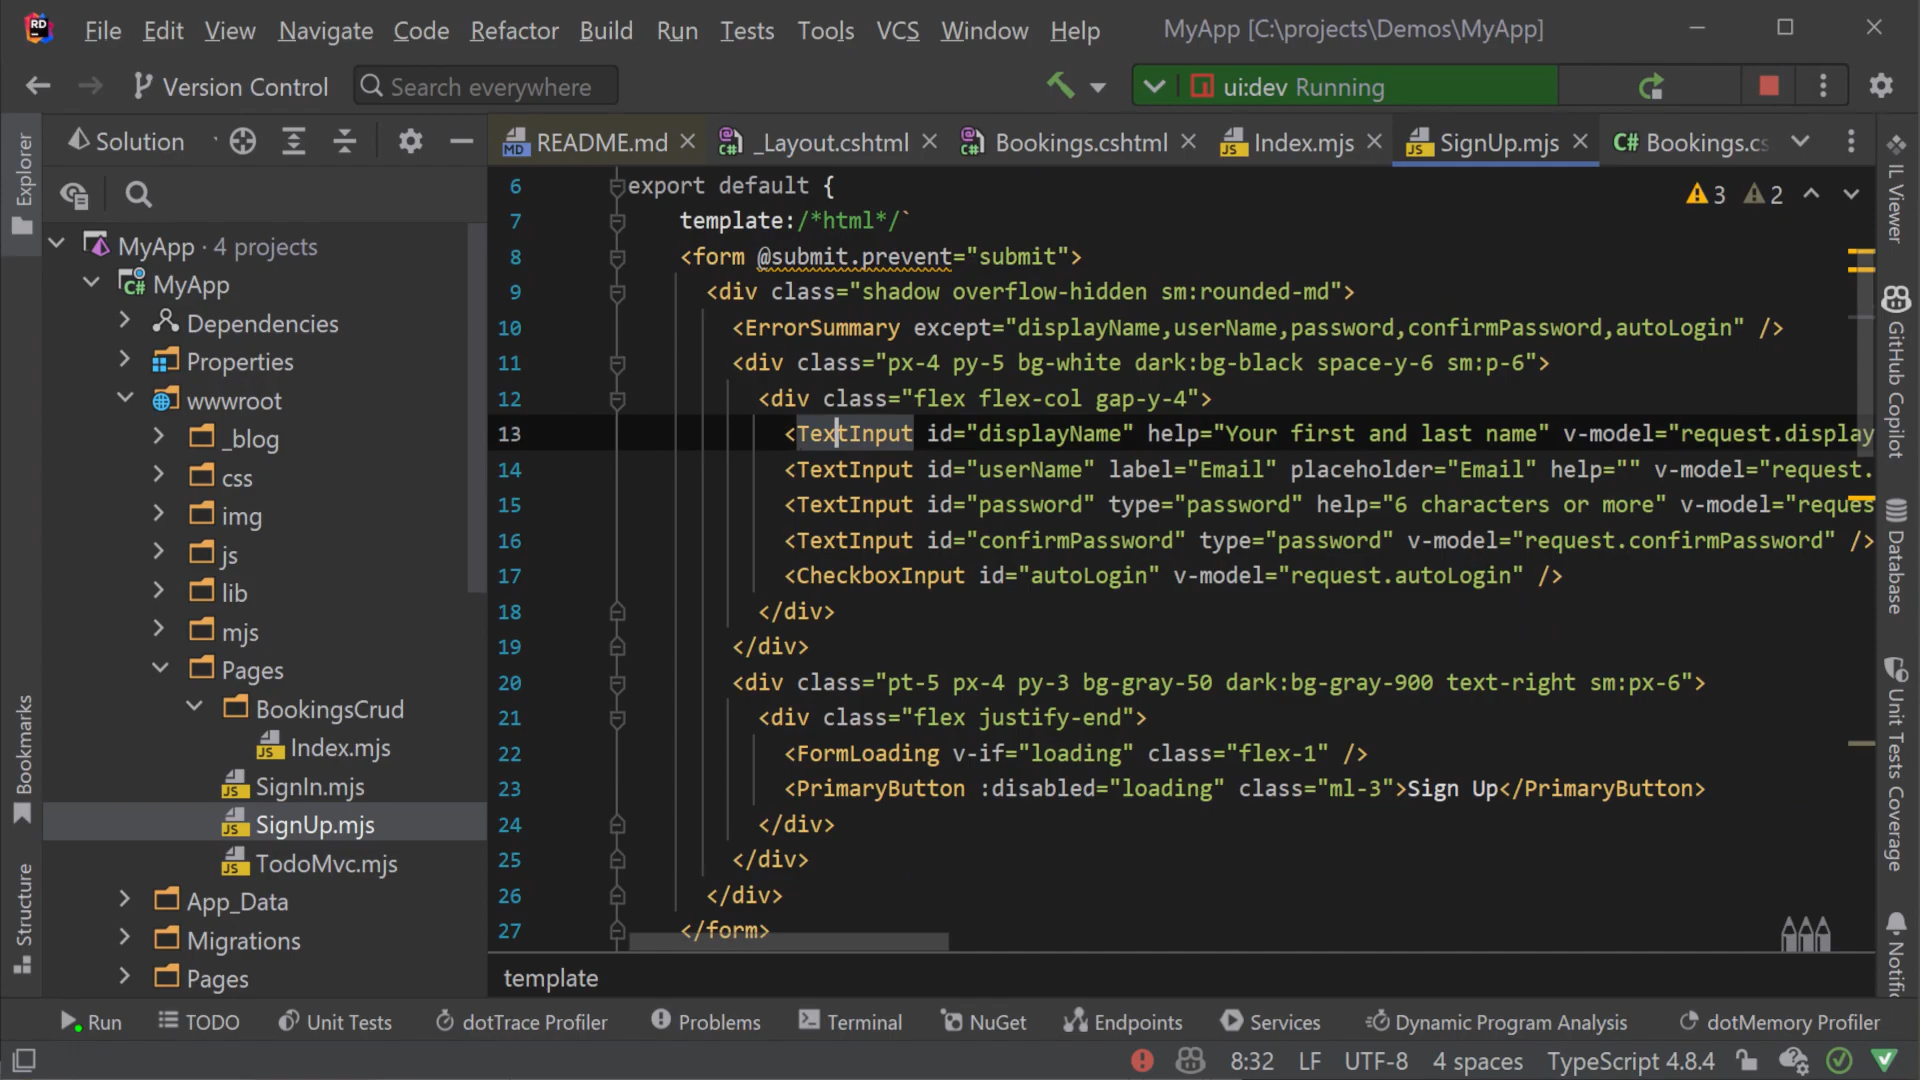 RD File Edit View Navigate Code Refactor Build Run Tests Tools VCS Window Help MyApp [C:\projects\Demos\MyApp]
Version Control Search everywhere ui:dev Running
Explorer
Solution
README.md _Layout.cshtml Bookings.cshtml Index.mjs SignUp.mjs C# Bookings.cs
MyApp · 4 projects
MyApp
Dependencies
Properties
wwwroot
_blog
css
img
js
lib
mjs
Pages
BookingsCrud
Index.mjs
SignIn.mjs
SignUp.mjs
TodoMvc.mjs
App_Data
Migrations
Pages
Bookmarks
Structure
3 2
6 export default {
7     template:/*html*/`
8     <form @submit.prevent="submit">
9       <div class="shadow overflow-hidden sm:rounded-md">
10         <ErrorSummary except="displayName,userName,password,confirmPassword,autoLogin" />
11         <div class="px-4 py-5 bg-white dark:bg-black space-y-6 sm:p-6">
12           <div class="flex flex-col gap-y-4">
13             <TextInput id="displayName" help="Your first and last name" v-model="request.display
14             <TextInput id="userName" label="Email" placeholder="Email" help="" v-model="request.
15             <TextInput id="password" type="password" help="6 characters or more" v-model="reques
16             <TextInput id="confirmPassword" type="password" v-model="request.confirmPassword" />
17             <CheckboxInput id="autoLogin" v-model="request.autoLogin" />
18           </div>
19         </div>
20         <div class="pt-5 px-4 py-3 bg-gray-50 dark:bg-gray-900 text-right sm:px-6">
21           <div class="flex justify-end">
22             <FormLoading v-if="loading" class="flex-1" />
23             <PrimaryButton :disabled="loading" class="ml-3">Sign Up</PrimaryButton>
24           </div>
25         </div>
26       </div>
27     </form>
template
IL Viewer
GitHub Copilot
Database
Unit Tests Coverage
Notific
Run TODO Unit Tests dotTrace Profiler Problems Terminal NuGet Endpoints Services Dynamic Program Analysis dotMemory Profiler
8:32 LF UTF-8 4 spaces TypeScript 4.8.4